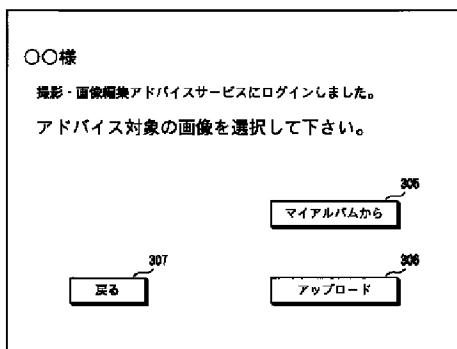 〇〇様
撮影・画像編集アドバイスサービスにログインしました。
アドバイス対象の画像を選択して下さい。
305
マイアルバムから
307
306
戻る
アップロード